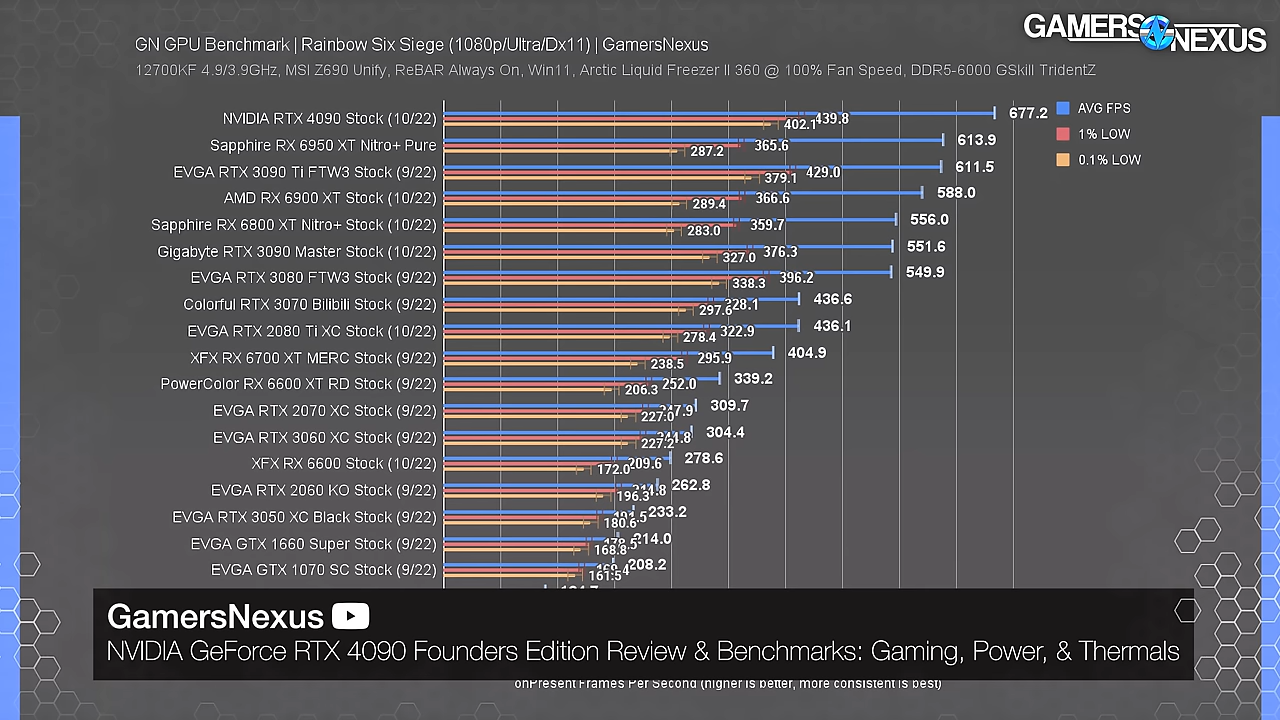 GAMERS NEXUS
GN GPU Benchmark | Rainbow Six Siege (1080p/Ultra/Dx11) | GamersNexus
12700KF 4.9/3.9GHz, MSI Z690 Unify, ReBAR Always On, Win11, Arctic Liquid Freezer II 360 @ 100% Fan Speed, DDR5-6000 GSkill TridentZ
AVG FPS
1% LOW
0.1% LOW
NVIDIA RTX 4090 Stock (10/22) 677.2 439.8 402.1
Sapphire RX 6950 XT Nitro+ Pure 613.9 365.6 287.2
EVGA RTX 3090 Ti FTW3 Stock (9/22) 611.5 429.0 379.1
AMD RX 6900 XT Stock (10/22) 588.0 366.6 289.4
Sapphire RX 6800 XT Nitro+ Stock (10/22) 556.0 359.7 283.0
Gigabyte RTX 3090 Master Stock (10/22) 551.6 376.3 327.0
EVGA RTX 3080 FTW3 Stock (9/22) 549.9 396.2 338.3
Colorful RTX 3070 Bilibili Stock (9/22) 436.6 328.1 297.6
EVGA RTX 2080 Ti XC Stock (10/22) 436.1 322.9 278.4
XFX RX 6700 XT MERC Stock (9/22) 404.9 295.9 238.5
PowerColor RX 6600 XT RD Stock (9/22) 339.2 252.0 206.3
EVGA RTX 2070 XC Stock (9/22) 309.7 227.0
EVGA RTX 3060 XC Stock (9/22) 304.4 227.2
XFX RX 6600 Stock (10/22) 278.6 209.6 172.0
EVGA RTX 2060 KO Stock (9/22) 262.8 196.3
EVGA RTX 3050 XC Black Stock (9/22) 233.2 180.6
EVGA GTX 1660 Super Stock (9/22) 214.0 168.8
EVGA GTX 1070 SC Stock (9/22) 208.2 161.5
GamersNexus
NVIDIA GeForce RTX 4090 Founders Edition Review & Benchmarks: Gaming, Power, & Thermals
onPresent Frames Per Second (higher is better, more consistent is best)